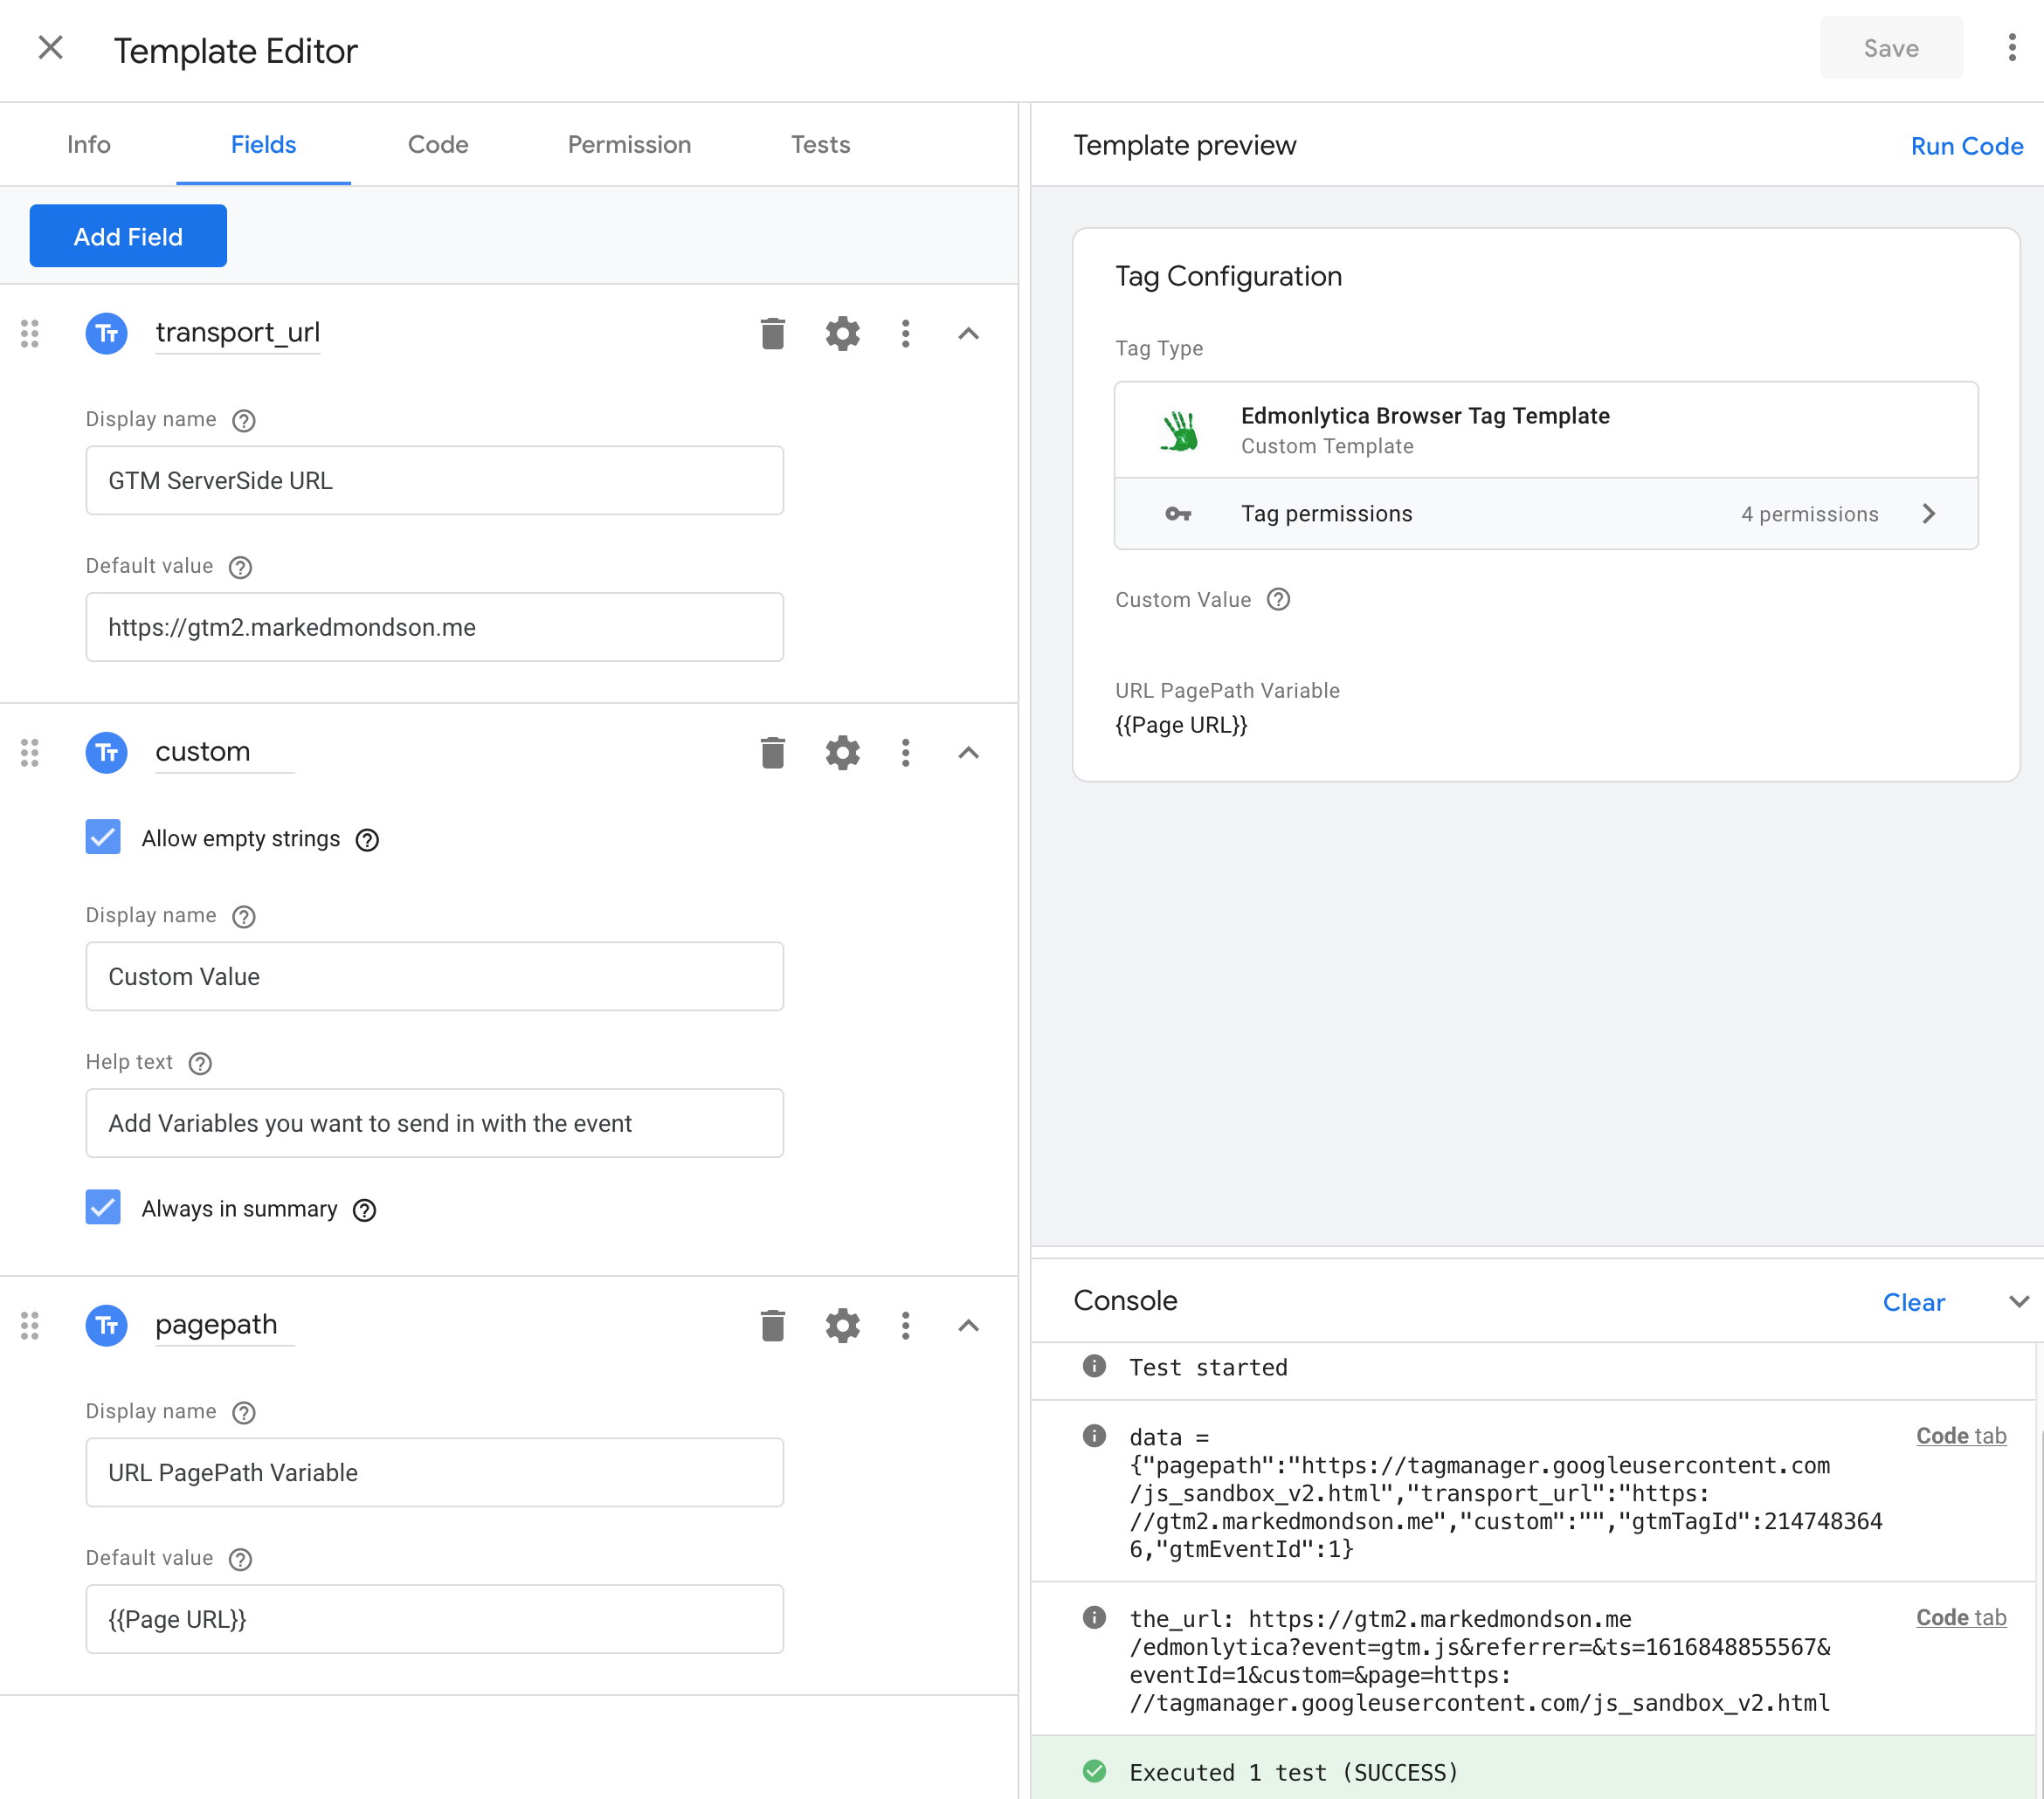 Template Editor
Save
Info
Fields
Code
Permission
Tests
Add Field
transport_url
Display name
GTM ServerSide URL
Default value
https://gtm2.markedmondson.me
custom
Allow empty strings
Display name
Custom Value
Help text
Add Variables you want to send in with the event
Always in summary
pagepath
Display name
URL PagePath Variable
Default value
{{Page URL}}
Template preview
Run Code
Tag Configuration
Tag Type
Edmonlytica Browser Tag Template
Custom Template
Tag permissions
4 permissions
Custom Value
URL PagePath Variable
{{Page URL}}
Console
Clear
Test started
data =
{"pagepath":"https://tagmanager.googleusercontent.com
/js_sandbox_v2.html","transport_url":"https:
//gtm2.markedmondson.me","custom":"","gtmTagId":214748364
6,"gtmEventId":1}
Code tab
the_url: https://gtm2.markedmondson.me
/edmonlytica?event=gtm.js&referrer=&ts=1616848855567&
eventId=1&custom=&page=https:
//tagmanager.googleusercontent.com/js_sandbox_v2.html
Code tab
Executed 1 test (SUCCESS)